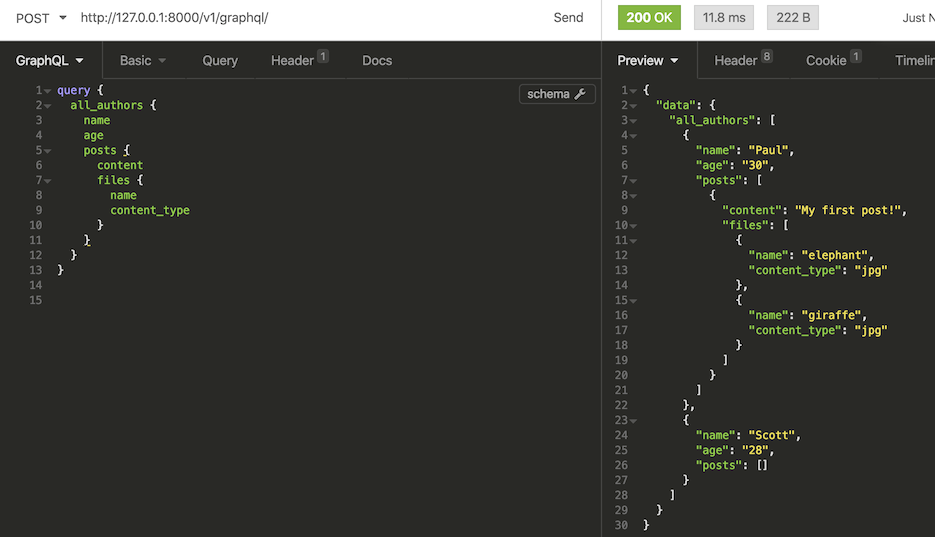 POST http://127.0.0.1:8000/v1/graphql/ Send 200 OK 11.8 ms 222 B Just N
GraphQL Basic Query Header 1 Docs
schema
1 query {
2 all_authors {
3 name
4 age
5 posts {
6 content
7 files {
8 name
9 content_type
10 }
11 }
12 }
13 }
14
15
Preview Header 8 Cookie 1 Timelin
1 {
2 "data": {
3 "all_authors": [
4 {
5 "name": "Paul",
6 "age": "30",
7 "posts": [
8 {
9 "content": "My first post!",
10 "files": [
11 {
12 "name": "elephant",
13 "content_type": "jpg"
14 },
15 {
16 "name": "giraffe",
17 "content_type": "jpg"
18 }
19 ]
20 }
21 ]
22 },
23 {
24 "name": "Scott",
25 "age": "28",
26 "posts": []
27 }
28 ]
29 }
30 }